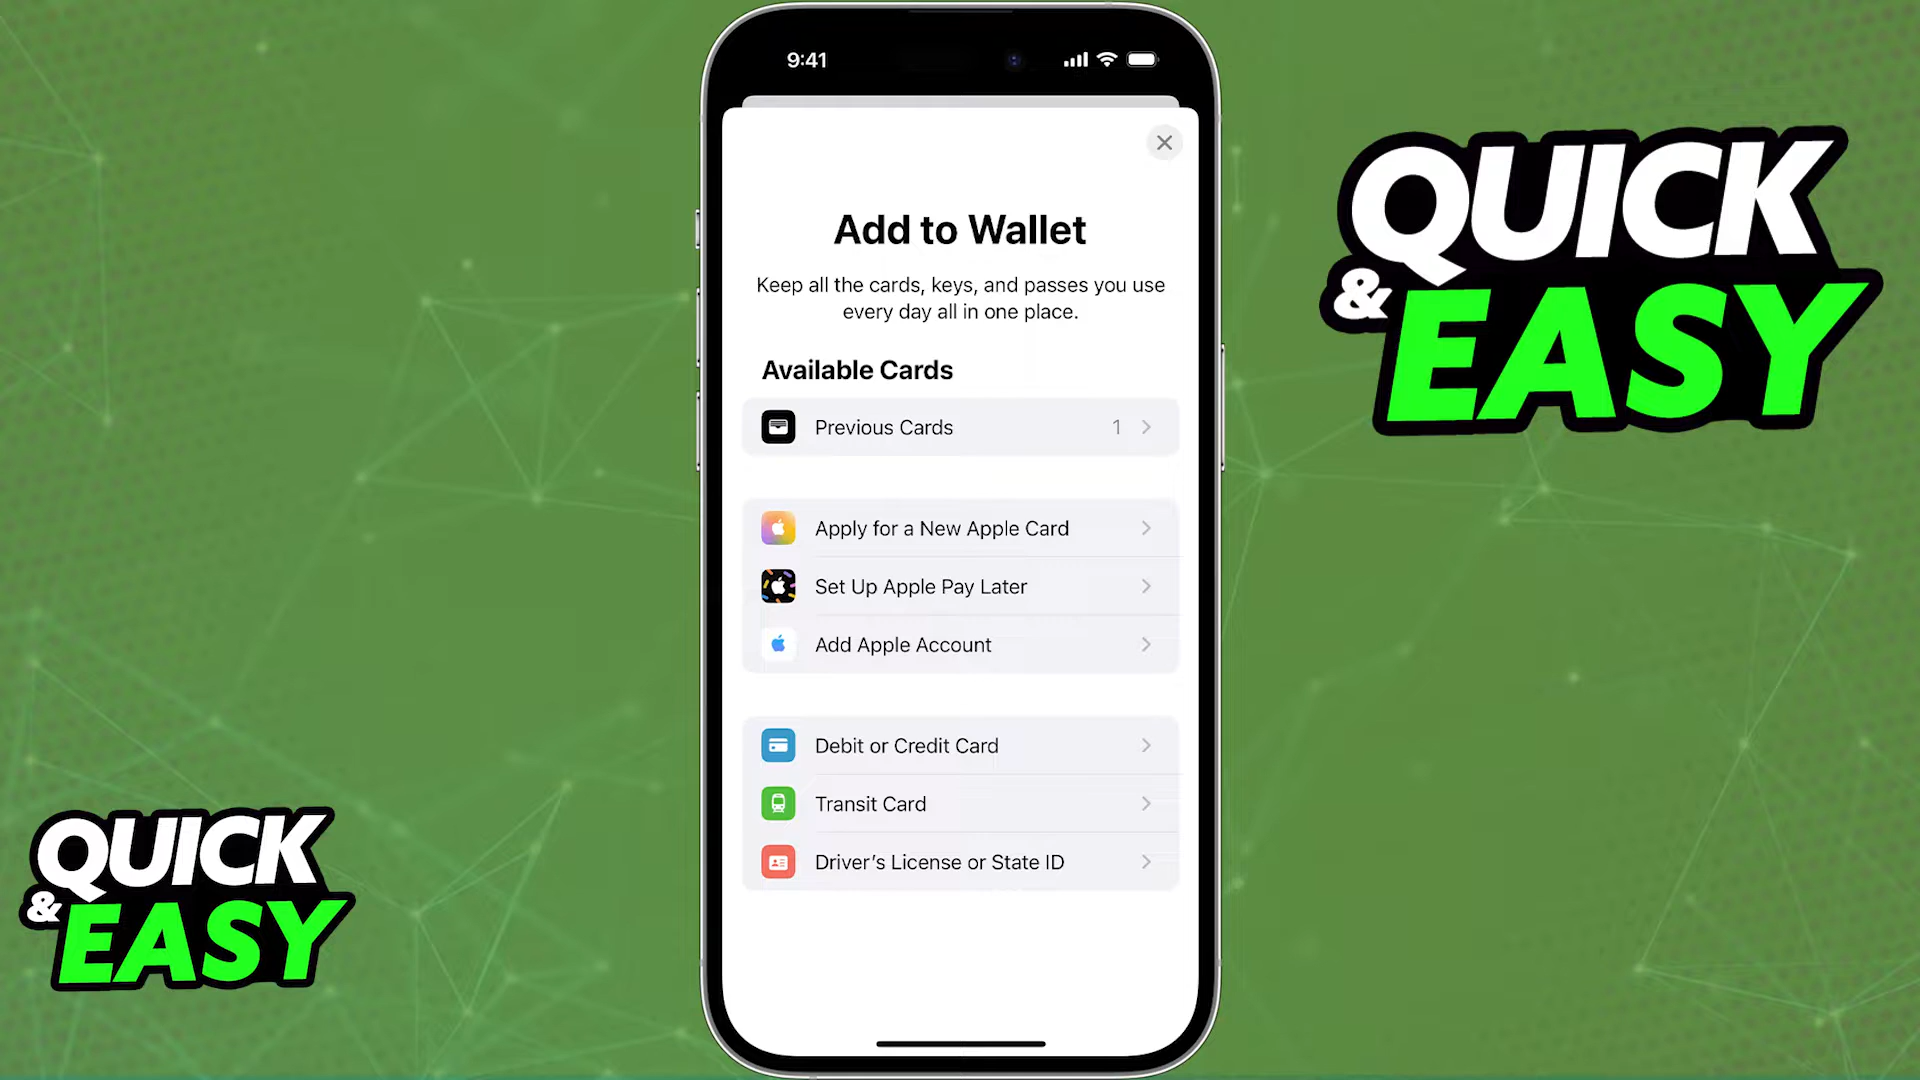 9:41
Add to Wallet
Keep all the cards, keys, and passes you use
every day all in one place.
Available Cards
Previous Cards 1
Apply for a New Apple Card
Set Up Apple Pay Later
Add Apple Account
Debit or Credit Card
Transit Card
Driver’s License or State ID
QUICK
& EASY
QUICK
& EASY